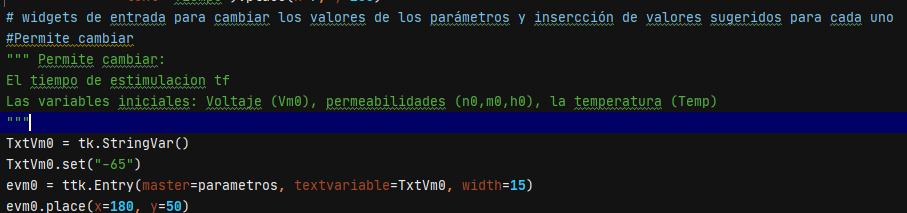 # widgets de entrada para cambiar los valores de los parámetros y insercción de valores sugeridos para cada uno
#Permite cambiar
""" Permite cambiar:
El tiempo de estimulacion tf
Las variables iniciales: Voltaje (Vm0), permeabilidades (n0,m0,h0), la temperatura (Temp)
"""
TxtVm0 = tk.StringVar()
TxtVm0.set("-65")
evm0 = ttk.Entry(master=parametros, textvariable=TxtVm0, width=15)
evm0.place(x=180, y=50)